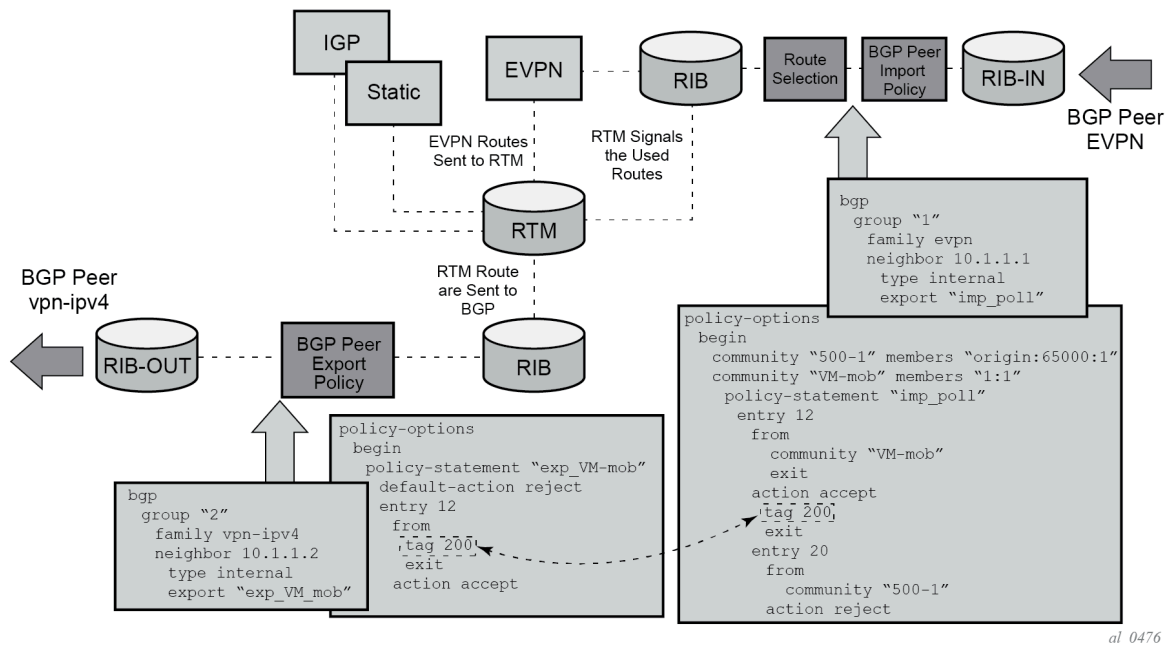 IGP
Static
EVPN
RIB
Route
Selection
BGP Peer
Import
Policy
RIB-IN
BGP Peer
EVPN
EVPN Routes
Sent to RTM
RTM Signals
the Used
Routes
RTM
RTM Route
are Sent to
BGP
BGP Peer
vpn-ipv4
RIB-OUT
BGP Peer
Export
Policy
RIB
bgp
group “1”
family evpn
neighbor 10.1.1.1
type internal
export “imp_poll”
policy-options
begin
community “500-1” members “origin:65000:1”
community “VM-mob” members “1:1”
policy-statement “imp_poll”
entry 12
from
community “VM-mob”
exit
action accept
tag 200
exit
entry 20
from
community “500-1”
action reject
policy-options
begin
policy-statement “exp_VM-mob”
default-action reject
entry 12
from
tag 200
exit
action accept
bgp
group “2”
family vpn-ipv4
neighbor 10.1.1.2
type internal
export “exp_VM_mob”
al_0476